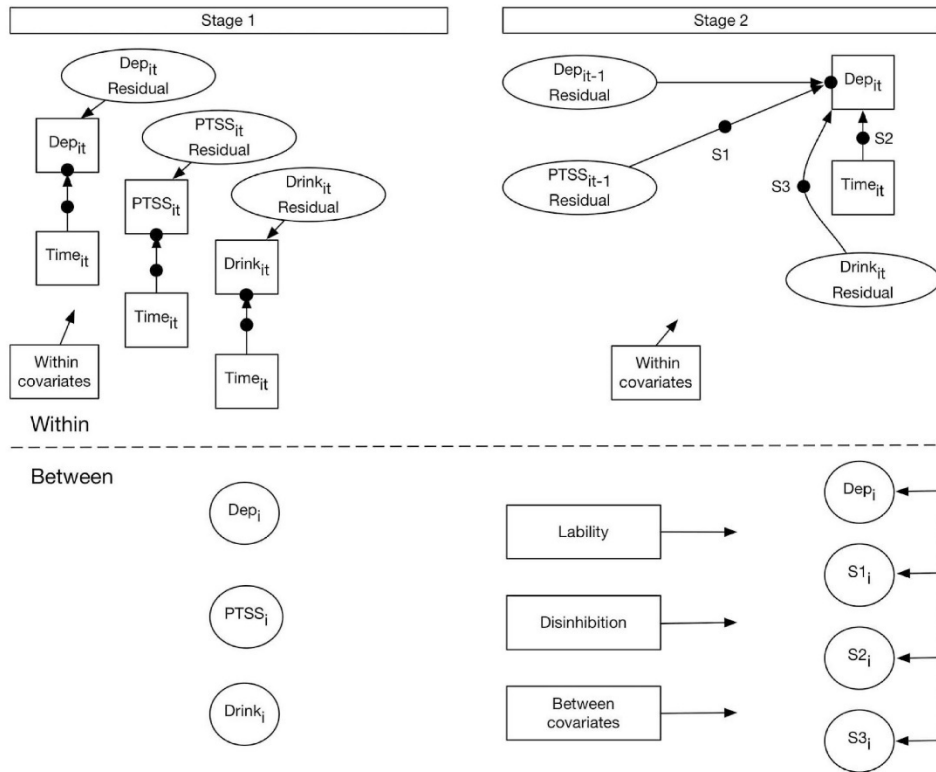 Stage 1
Dep_it
Residual
Dep_it
PTSS_it
Residual
PTSS_it
Drink_it
Residual
Time_it
Drink_it
Time_it
Within
covariates
Time_it
Within
Stage 2
Dep_it-1
Residual
Dep_it
S1
S2
PTSS_it-1
Residual
S3
Time_it
Drink_it
Residual
Within
covariates
Between
Dep_i
PTSS_i
Drink_i
Lability
Disinhibition
Between
covariates
Dep_i
S1_i
S2_i
S3_i